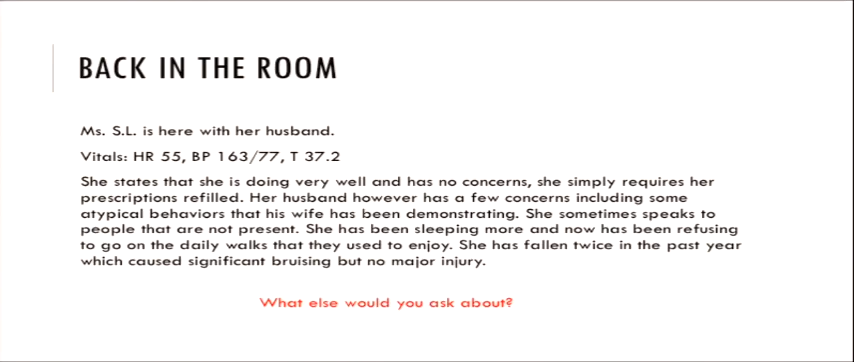 BACK IN THE ROOM
Ms. S.L. is here with her husband.
Vitals: HR 55, BP 163/77, T 37.2
She states that she is doing very well and has no concerns, she simply requires her
prescriptions refilled. Her husband however has a few concerns including some
atypical behaviors that his wife has been demonstrating. She sometimes speaks to
people that are not present. She has been sleeping more and now has been refusing
to go on the daily walks that they used to enjoy. She has fallen twice in the past year
which caused significant bruising but no major injury.
What else would you ask about?